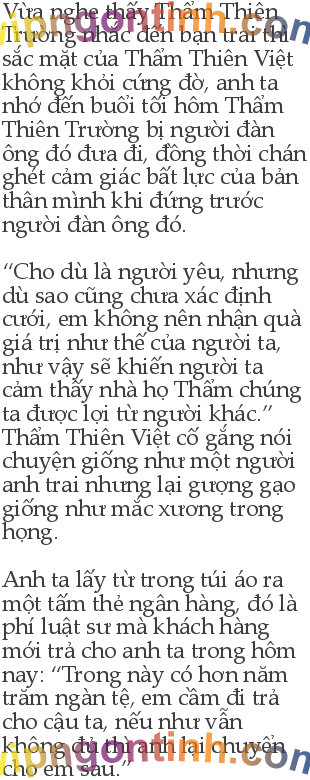 Vừa nghe thấy Thẩm Thiên
Trường nhắc đến bạn trai thì
sắc mặt của Thẩm Thiên Việt
không khỏi cứng đờ, anh ta
nhớ đến buổi tối hôm Thẩm
Thiên Trường bị người đàn
ông đó đưa đi, đồng thời chán
ghét cảm giác bất lực của bản
thân mình khi đứng trước
người đàn ông đó.
“Cho dù là người yêu, nhưng
dù sao cũng chưa xác định
cưới, em không nên nhận quà
giá trị như thế của người ta,
như vậy sẽ khiến người ta
cảm thấy nhà họ Thẩm chúng
ta được lợi từ người khác.”
Thẩm Thiên Việt cố gắng nói
chuyện giống như một người
anh trai nhưng lại gượng gạo
giống như mắc xương trong
họng.
Anh ta lấy từ trong túi áo ra
một tấm thẻ ngân hàng, đó là
phí luật sư mà khách hàng
mới trả cho anh ta trong hôm
nay: “Trong này có hơn năm
trăm ngàn tệ, em cầm đi trả
cho cậu ta, nếu như vẫn
không đủ thì anh lại chuyển
cho em sau.”
vipngontinh.com
vipngontinh.com